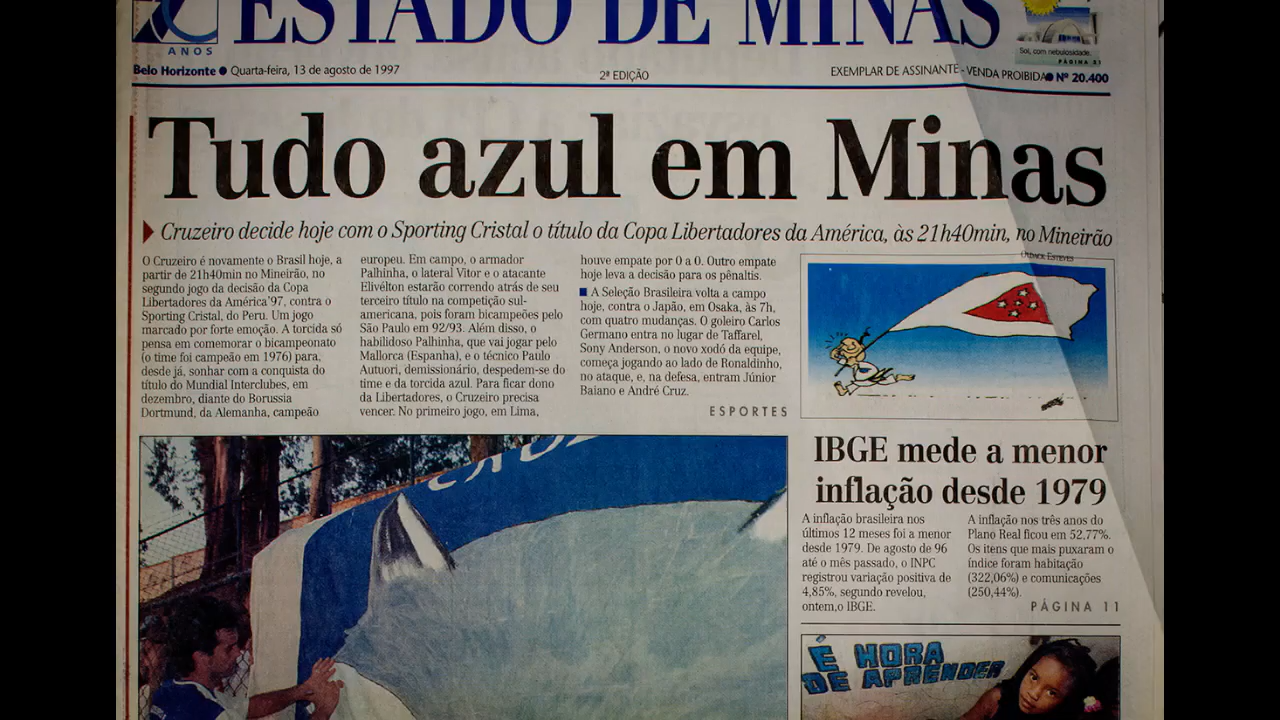 ESTADO DE MINAS
ANOS
Sol, com nebulosidade.
PÁGINA 21
Belo Horizonte ● Quarta-feira, 13 de agosto de 1997
2ª EDIÇÃO
EXEMPLAR DE ASSINANTE - VENDA PROIBIDA ● Nº 20.400
Tudo azul em Minas
Cruzeiro decide hoje com o Sporting Cristal o título da Copa Libertadores da América, às 21h40min, no Mineirão
O Cruzeiro é novamente o Brasil hoje, a
partir de 21h40min no Mineirão, no
segundo jogo da decisão da Copa
Libertadores da América'97, contra o
Sporting Cristal, do Peru. Um jogo
marcado por forte emoção. A torcida só
pensa em comemorar o bicampeonato
(o time foi campeão em 1976) para,
desde já, sonhar com a conquista do
título do Mundial Interclubes, em
dezembro, diante do Borussia
Dortmund, da Alemanha, campeão
europeu. Em campo, o armador
Palhinha, o lateral Vitor e o atacante
Elivélton estarão correndo atrás de seu
terceiro título na competição sul-
americana, pois foram bicampeões pelo
São Paulo em 92/93. Além disso, o
habilidoso Palhinha, que vai jogar pelo
Mallorca (Espanha), e o técnico Paulo
Autuori, demissionário, despedem-se do
time e da torcida azul. Para ficar dono
da Libertadores, o Cruzeiro precisa
vencer. No primeiro jogo, em Lima,
houve empate por 0 a 0. Outro empate
hoje leva a decisão para os pênaltis.
■ A Seleção Brasileira volta a campo
hoje, contra o Japão, em Osaka, às 7h,
com quatro mudanças. O goleiro Carlos
Germano entra no lugar de Taffarel,
Sony Anderson, o novo xodó da equipe,
começa jogando ao lado de Ronaldinho,
no ataque, e, na defesa, entram Júnior
Baiano e André Cruz.
ESPORTES
IBGE mede a menor
inflação desde 1979
A inflação brasileira nos
últimos 12 meses foi a menor
desde 1979. De agosto de 96
até o mês passado, o INPC
registrou variação positiva de
4,85%, segundo revelou,
ontem,o IBGE.
A inflação nos três anos do
Plano Real ficou em 52,77%.
Os itens que mais puxaram o
índice foram habitação
(322,06%) e comunicações
(250,44%).
PÁGINA 11
É HORA
DE APRENDER